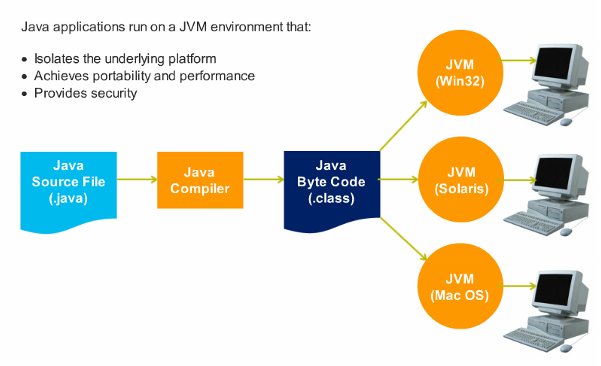 Java applications run on a JVM environment that:
• Isolates the underlying platform
• Achieves portability and performance
• Provides security
JVM
(Win32)
Java
Source File
(.java)
Java
Compiler
Java
Byte Code
(.class)
JVM
(Solaris)
JVM
(Mac OS)